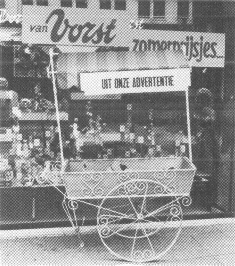 van Vorst
zomerprijsjes...
UIT ONZE ADVERTENTIE